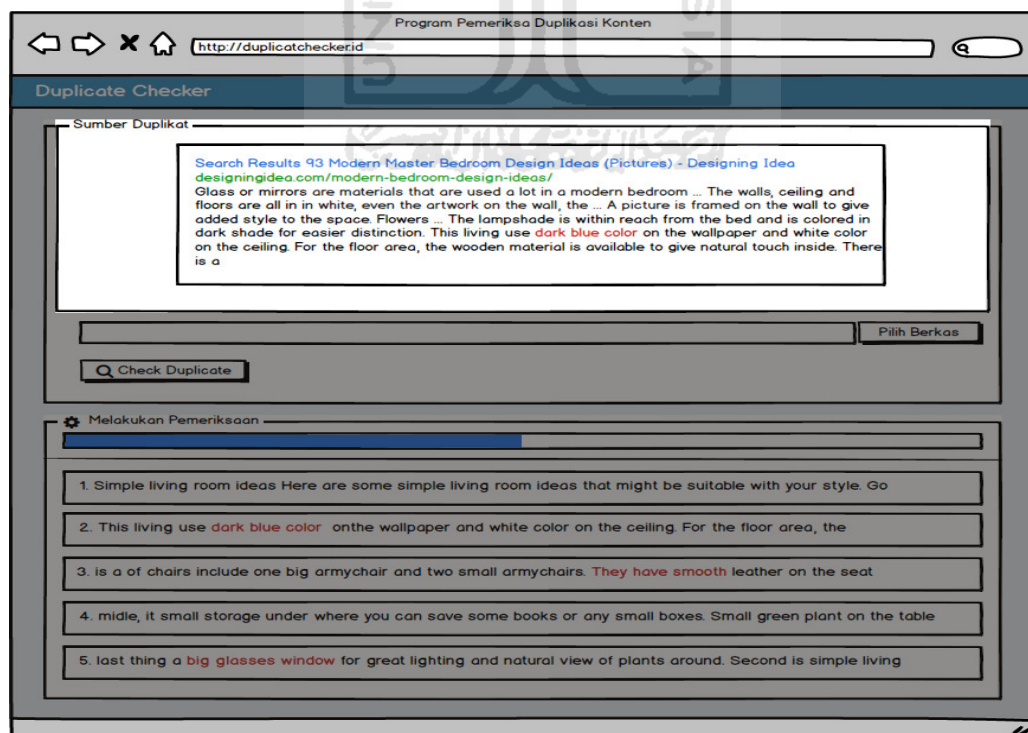 Program Pemeriksa Duplikasi Konten
http://duplicatchecker.id
Duplicate Checker
Sumber Duplikat
Search Results 93 Modern Master Bedroom Design Ideas (Pictures) - Designing Idea
designingidea.com/modern-bedroom-design-ideas/
Glass or mirrors are materials that are used a lot in a modern bedroom ... The walls, ceiling and
floors are all in in white, even the artwork on the wall, the ... A picture is framed on the wall to give
added style to the space. Flowers ... The lampshade is within reach from the bed and is colored in
dark shade for easier distinction. This living use dark blue color on the wallpaper and white color
on the ceiling. For the floor area, the wooden material is available to give natural touch inside. There
is a
Pilih Berkas
Check Duplicate
Melakukan Pemeriksaan
1. Simple living room ideas Here are some simple living room ideas that might be suitable with your style. Go
2. This living use dark blue color onthe wallpaper and white color on the ceiling. For the floor area, the
3. is a of chairs include one big armychair and two small armychairs. They have smooth leather on the seat
4. midle, it small storage under where you can save some books or any small boxes. Small green plant on the table
5. last thing a big glasses window for great lighting and natural view of plants around. Second is simple living